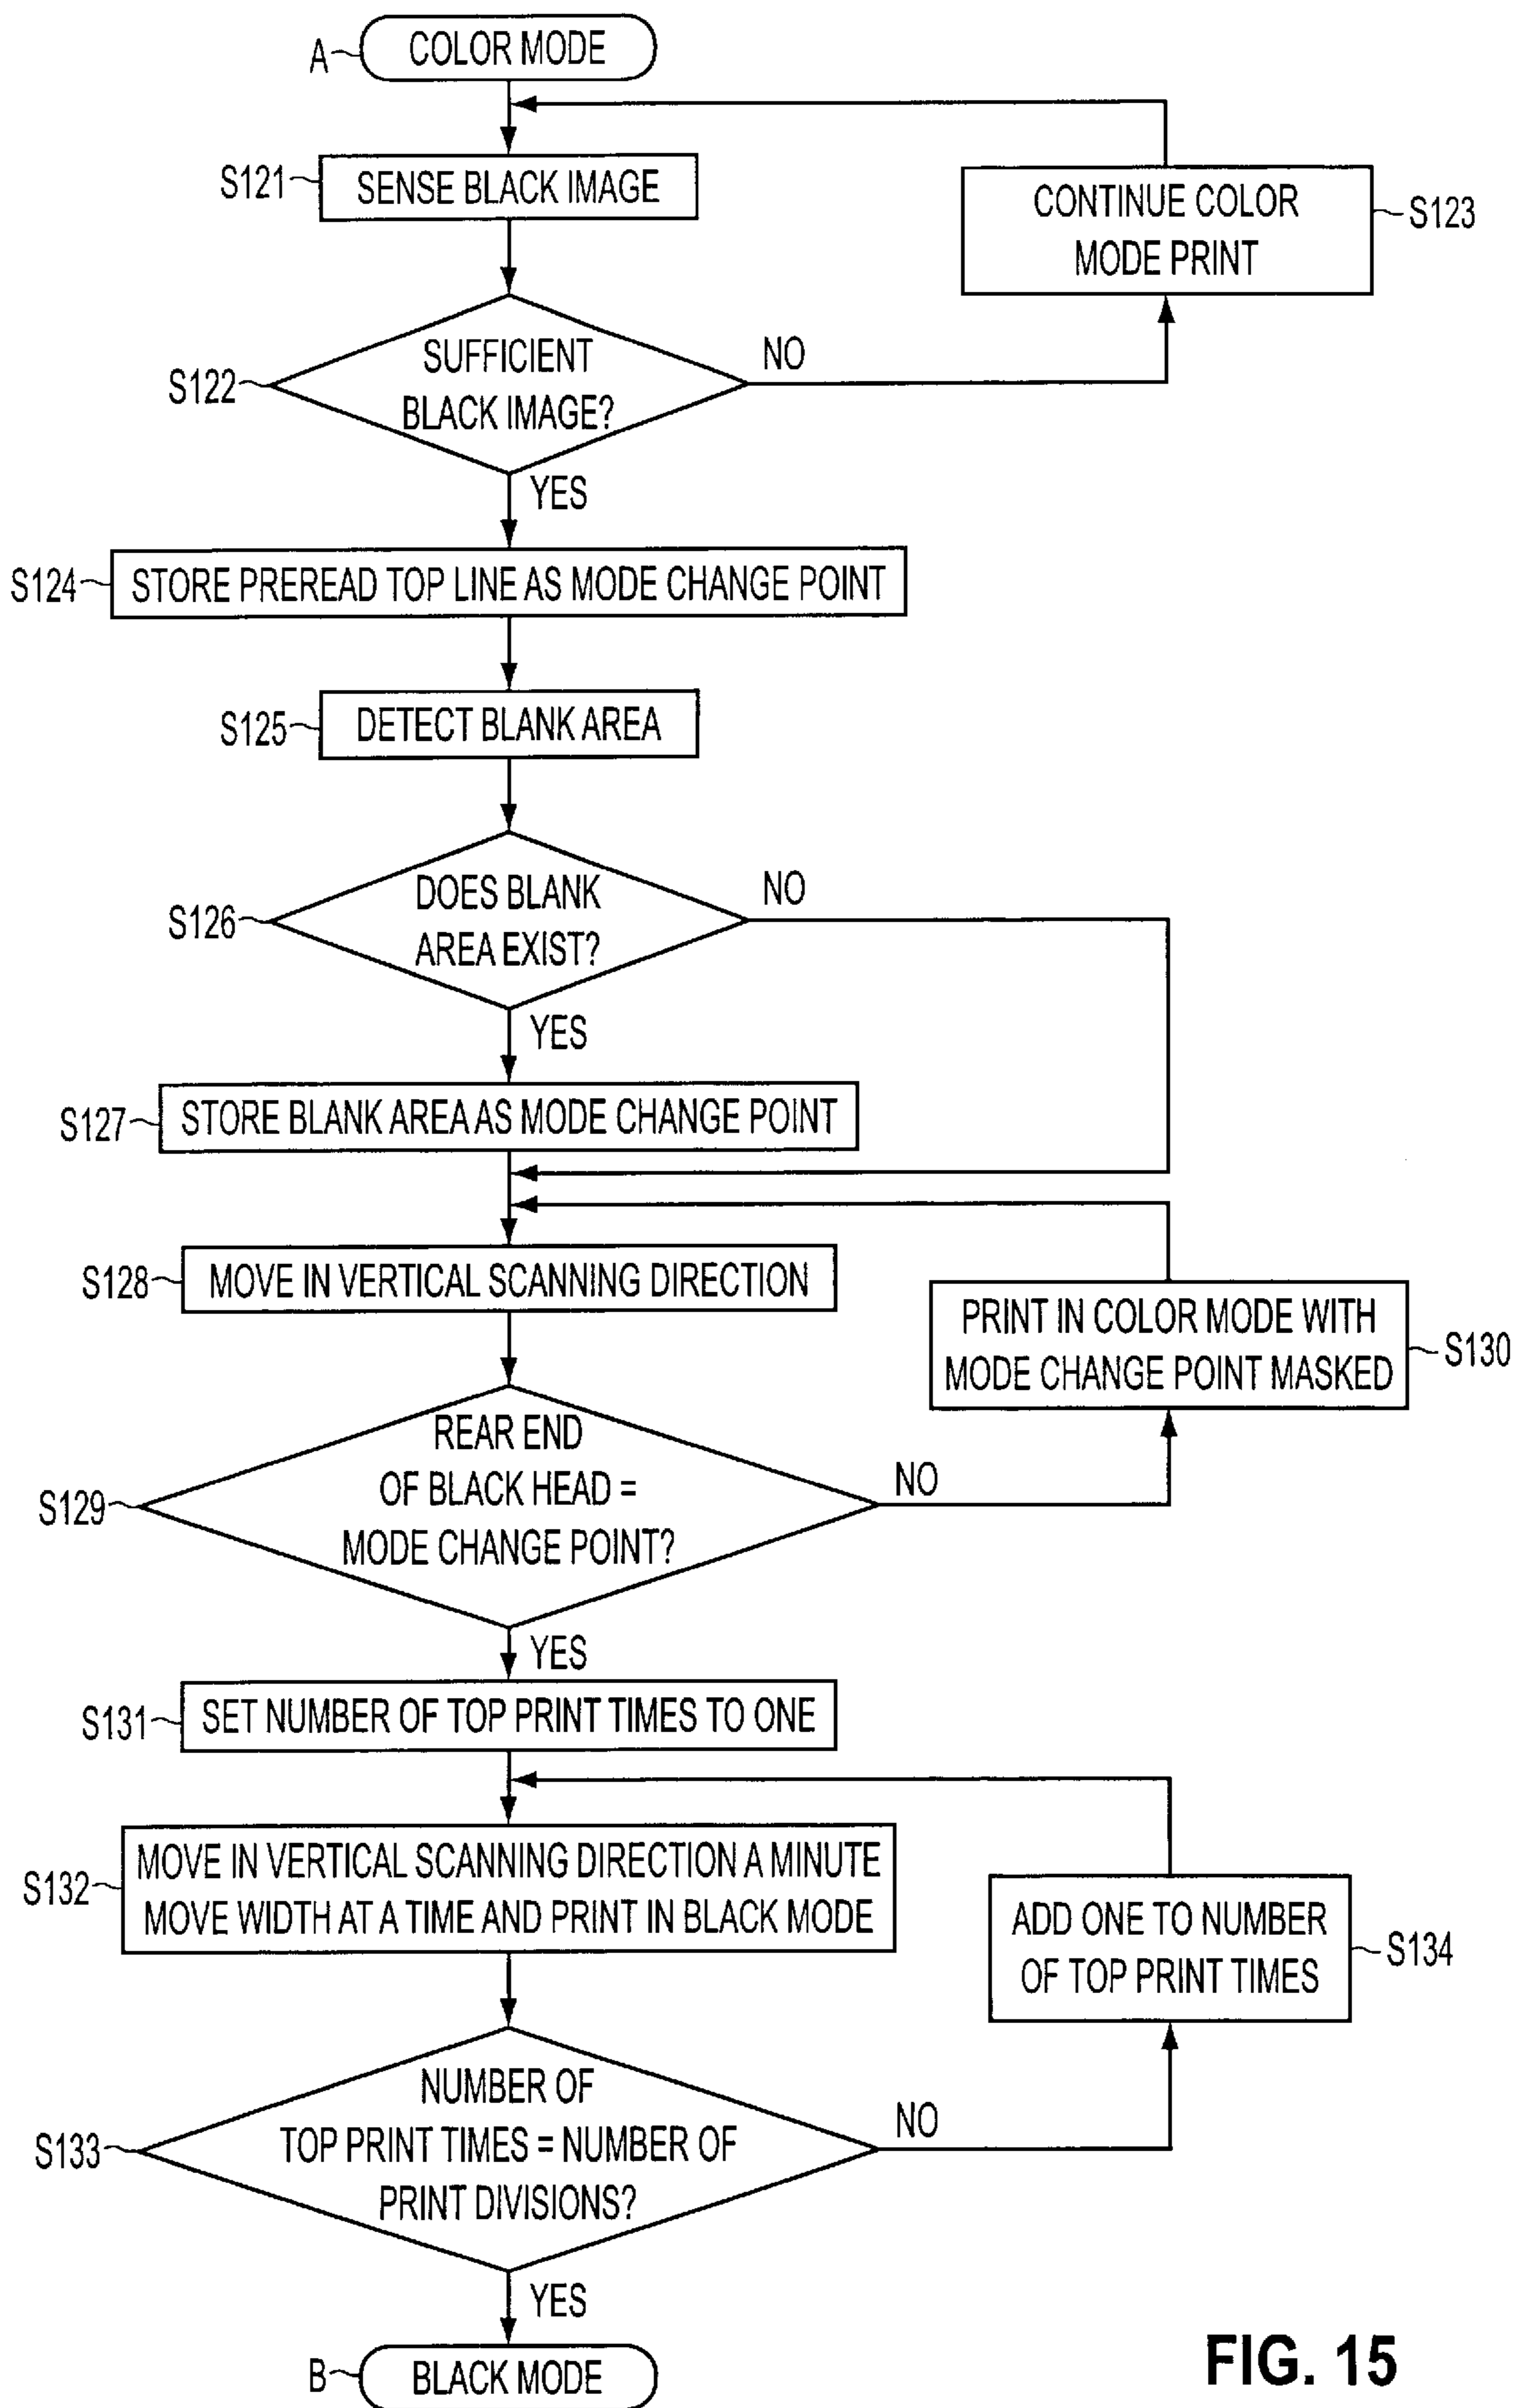 A
COLOR MODE
S121
SENSE BLACK IMAGE
CONTINUE COLOR
MODE PRINT
S123
S122
SUFFICIENT
BLACK IMAGE?
NO
YES
S124
STORE PREREAD TOP LINE AS MODE CHANGE POINT
S125
DETECT BLANK AREA
S126
DOES BLANK
AREA EXIST?
NO
YES
S127
STORE BLANK AREA AS MODE CHANGE POINT
S128
MOVE IN VERTICAL SCANNING DIRECTION
PRINT IN COLOR MODE WITH
MODE CHANGE POINT MASKED
S130
S129
REAR END
OF BLACK HEAD =
MODE CHANGE POINT?
NO
YES
S131
SET NUMBER OF TOP PRINT TIMES TO ONE
S132
MOVE IN VERTICAL SCANNING DIRECTION A MINUTE
MOVE WIDTH AT A TIME AND PRINT IN BLACK MODE
ADD ONE TO NUMBER
OF TOP PRINT TIMES
S134
S133
NUMBER OF
TOP PRINT TIMES = NUMBER OF
PRINT DIVISIONS?
NO
YES
B
BLACK MODE
FIG. 15